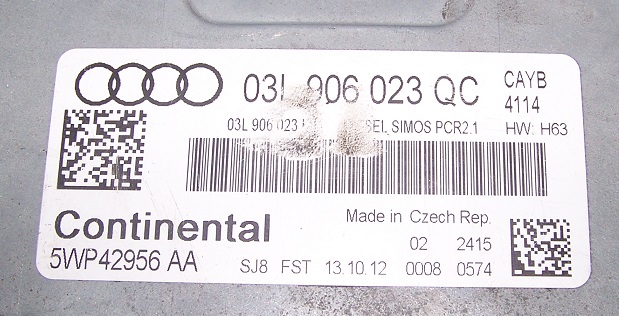 03L 906 023 QC
CAYB
4114
03L 906 023 SIMOS PCR2.1
HW: H63
Continental
Made in Czech Rep.
5WP42956 AA
02 2415
SJ8 FST 13.10.12 0008 0574